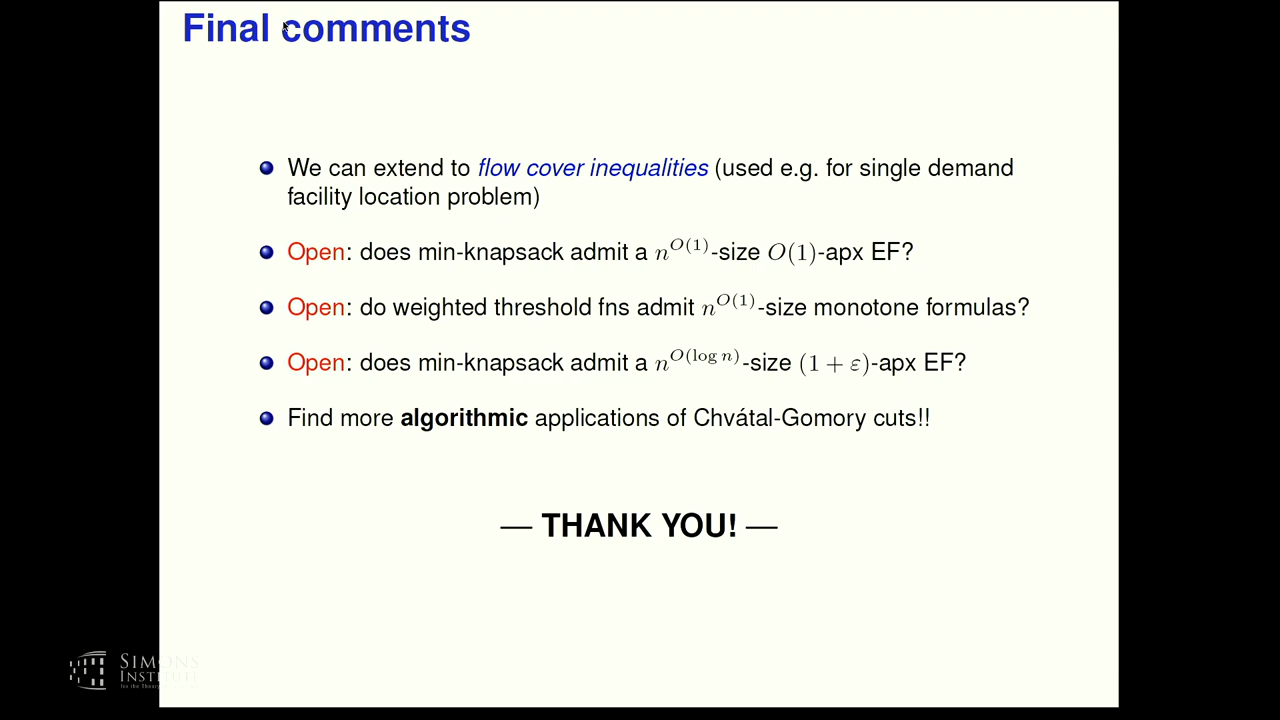 Final comments
We can extend to flow cover inequalities (used e.g. for single demand
facility location problem)
Open: does min-knapsack admit a n^{O(1)}-size O(1)-apx EF?
Open: do weighted threshold fns admit n^{O(1)}-size monotone formulas?
Open: does min-knapsack admit a n^{O(log n)}-size (1 + ε)-apx EF?
Find more algorithmic applications of Chvátal-Gomory cuts!!
— THANK YOU! —
SIMONS
INSTITUTE
for the Theory